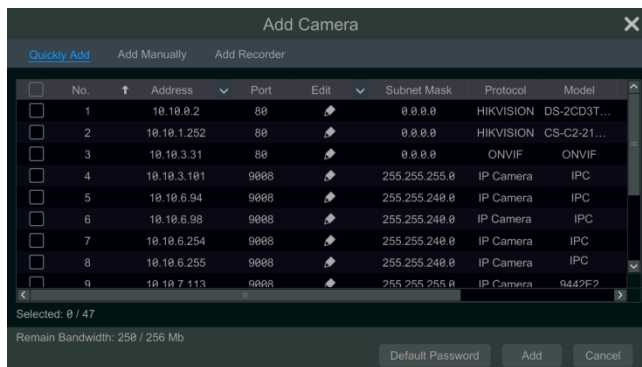 Add Camera
Quickly Add Add Manually Add Recorder
No. Address Port Edit Subnet Mask Protocol Model
1 10.10.0.2 80 0.0.0.0 HIKVISION DS-2CD3T...
2 10.10.1.252 80 0.0.0.0 HIKVISION CS-C2-21...
3 10.10.3.31 80 0.0.0.0 ONVIF ONVIF
4 10.10.3.101 9008 255.255.255.0 IP Camera IPC
5 10.10.6.94 9008 255.255.240.0 IP Camera IPC
6 10.10.6.98 9008 255.255.240.0 IP Camera IPC
7 10.10.6.254 9008 255.255.240.0 IP Camera IPC
8 10.10.6.255 9008 255.255.240.0 IP Camera IPC
9 10.10.7.113 9008 255.255.255.0 IP Camera 9442E2
Selected: 0 / 47
Remain Bandwidth: 250 / 256 Mb
Default Password Add Cancel